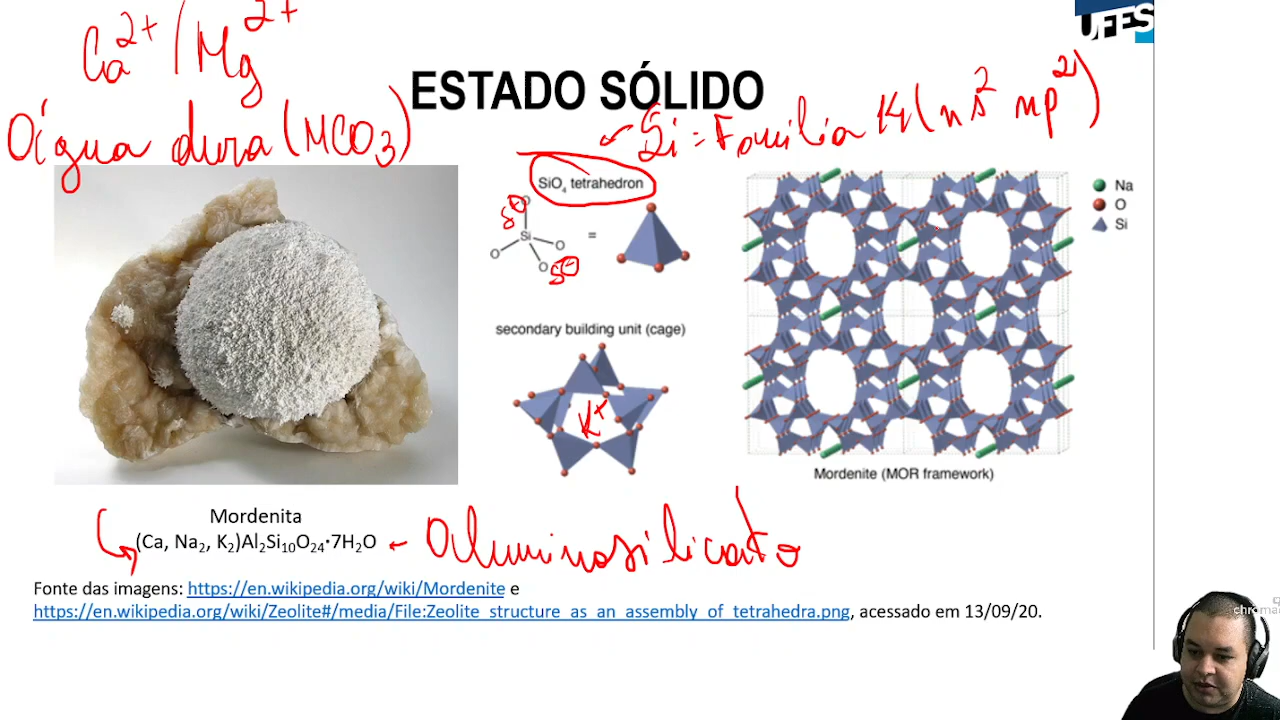 UFES
Ca2+/Mg2+
ESTADO SÓLIDO
água dura (MCO3)
Si = Família 14 (ns2 np2)
SiO4 tetrahedron
δ⊖
O
Si
O
=
O
O
δ⊖
Na
O
Si
secondary building unit (cage)
K+
Mordenite (MOR framework)
Mordenita
(Ca, Na2, K2)Al2Si10O24•7H2O ← aluminosilicato
Fonte das imagens: https://en.wikipedia.org/wiki/Mordenite e
https://en.wikipedia.org/wiki/Zeolite#/media/File:Zeolite_structure_as_an_assembly_of_tetrahedra.png, acessado em 13/09/20.